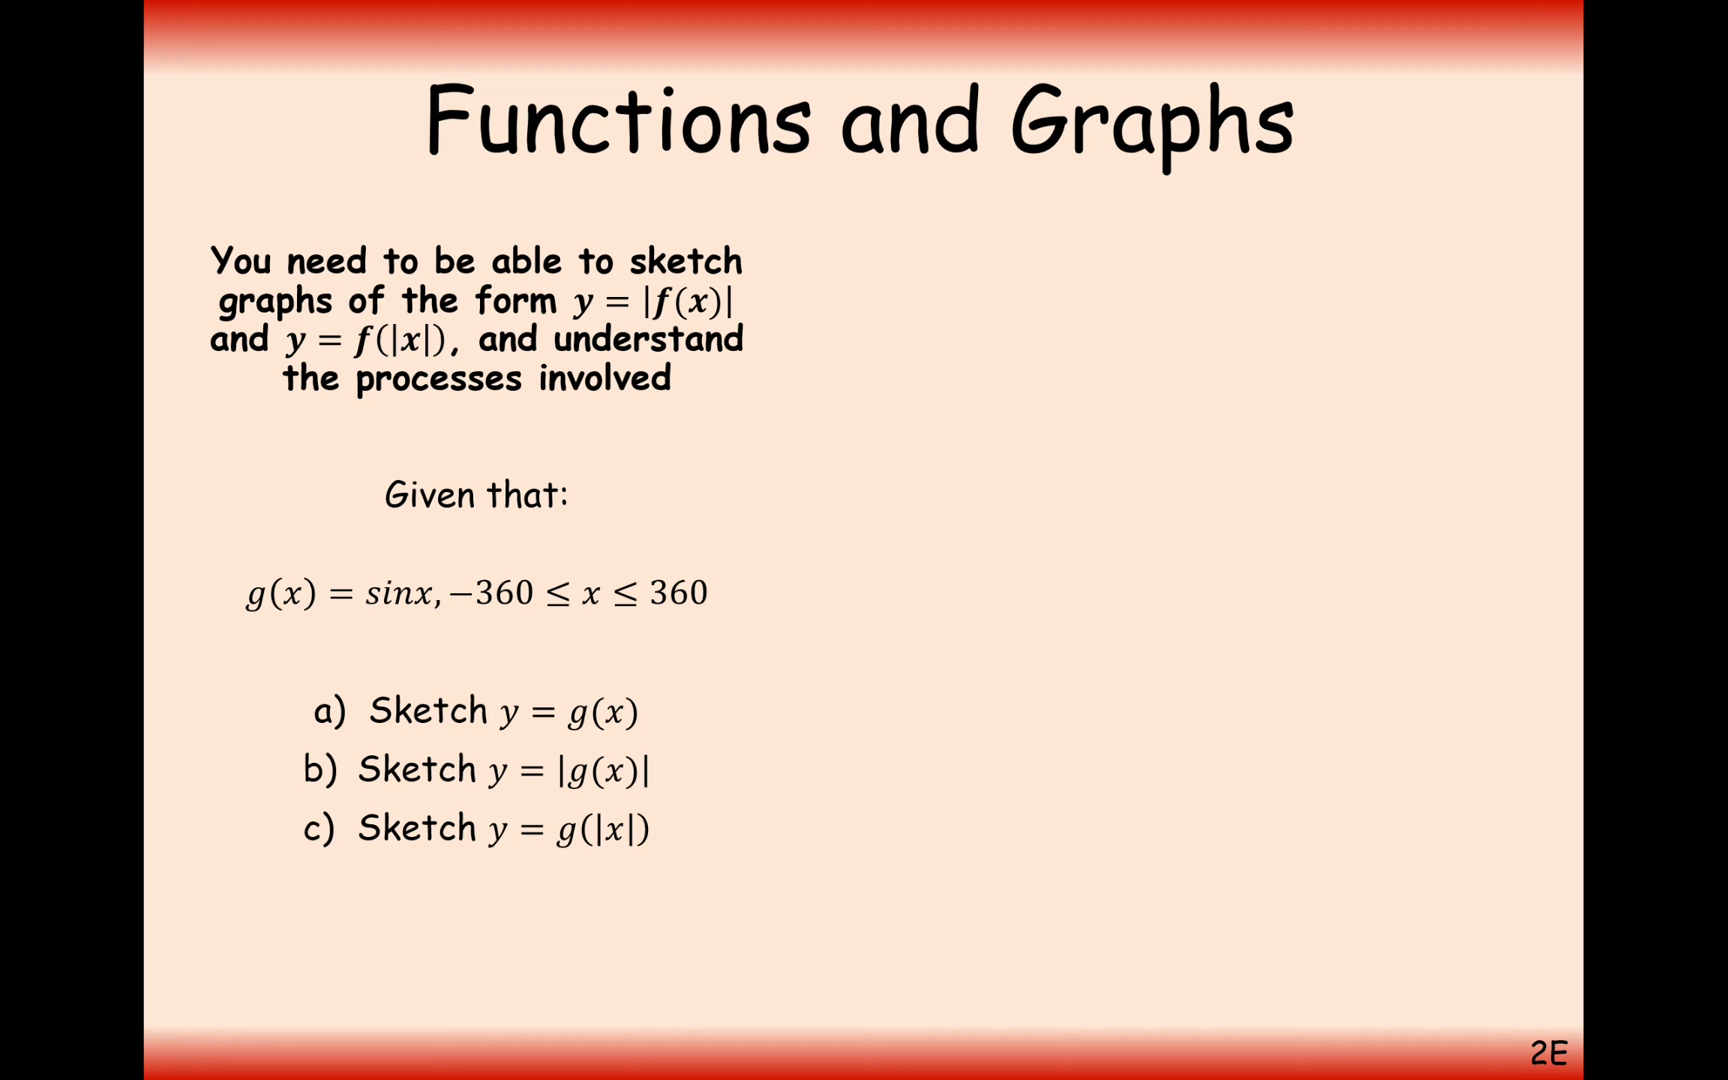 Functions and Graphs
You need to be able to sketch
graphs of the form y = |f(x)|
and y = f(|x|), and understand
the processes involved
Given that:
g(x) = sinx, −360 ≤ x ≤ 360
a) Sketch y = g(x)
b) Sketch y = |g(x)|
c) Sketch y = g(|x|)
2E